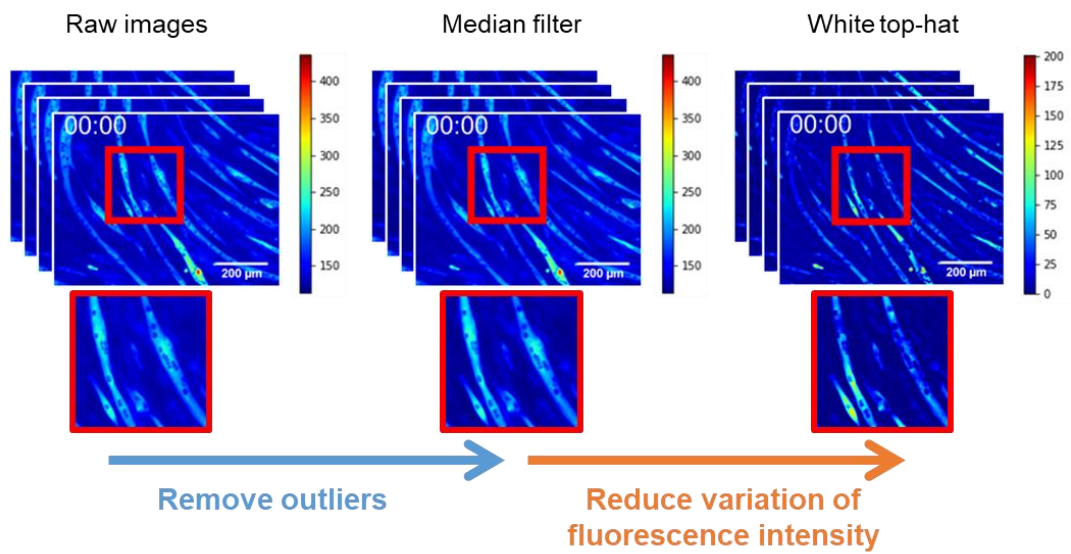 Raw images
Median filter
White top-hat
00:00
200 µm
400
350
300
250
200
150
00:00
200 µm
400
350
300
250
200
150
00:00
200 µm
200
175
150
125
100
75
50
25
0
Remove outliers
Reduce variation of
fluorescence intensity